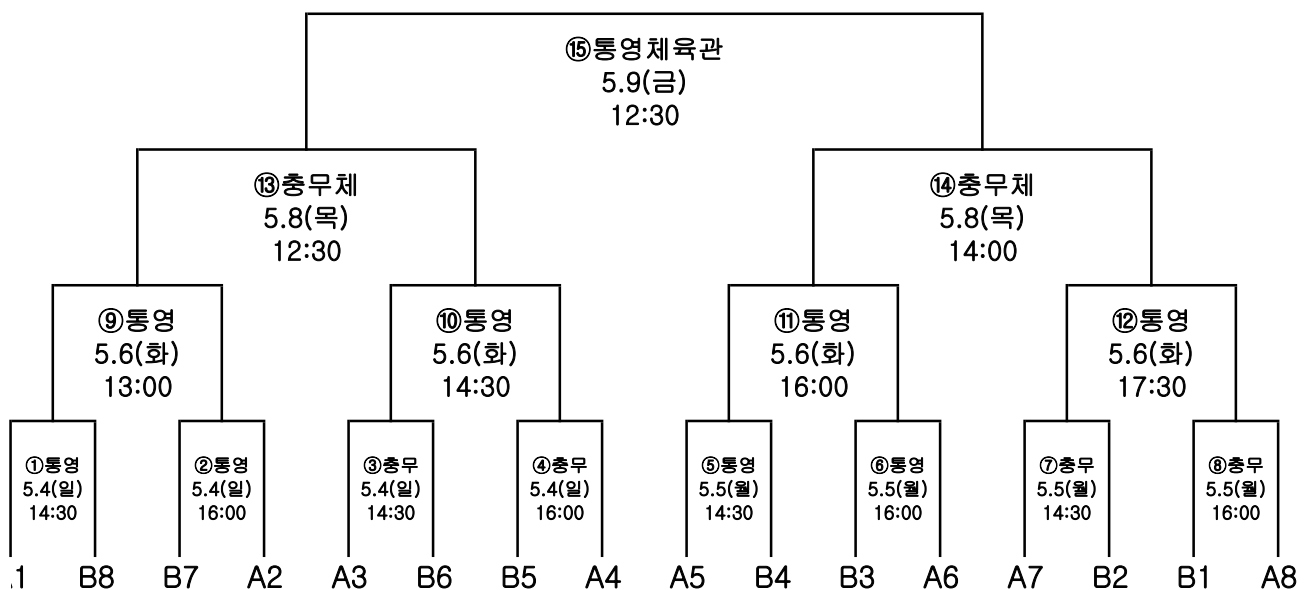 ⑮통영체육관
5.9(금)
12:30
⑬충무체
5.8(목)
12:30
⑭충무체
5.8(목)
14:00
⑨통영
5.6(화)
13:00
⑩통영
5.6(화)
14:30
⑪통영
5.6(화)
16:00
⑫통영
5.6(화)
17:30
①통영
5.4(일)
14:30
②통영
5.4(일)
16:00
③충무
5.4(일)
14:30
④충무
5.4(일)
16:00
⑤통영
5.5(월)
14:30
⑥통영
5.5(월)
16:00
⑦충무
5.5(월)
14:30
⑧충무
5.5(월)
16:00
1 B8 B7 A2 A3 B6 B5 A4 A5 B4 B3 A6 A7 B2 B1 A8